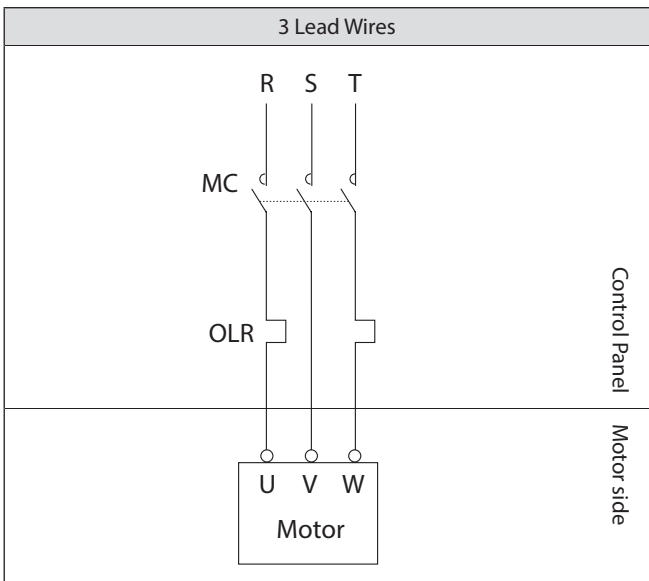 3 Lead Wires
R S T
MC
OLR
Control Panel
Motor side
U V W
Motor